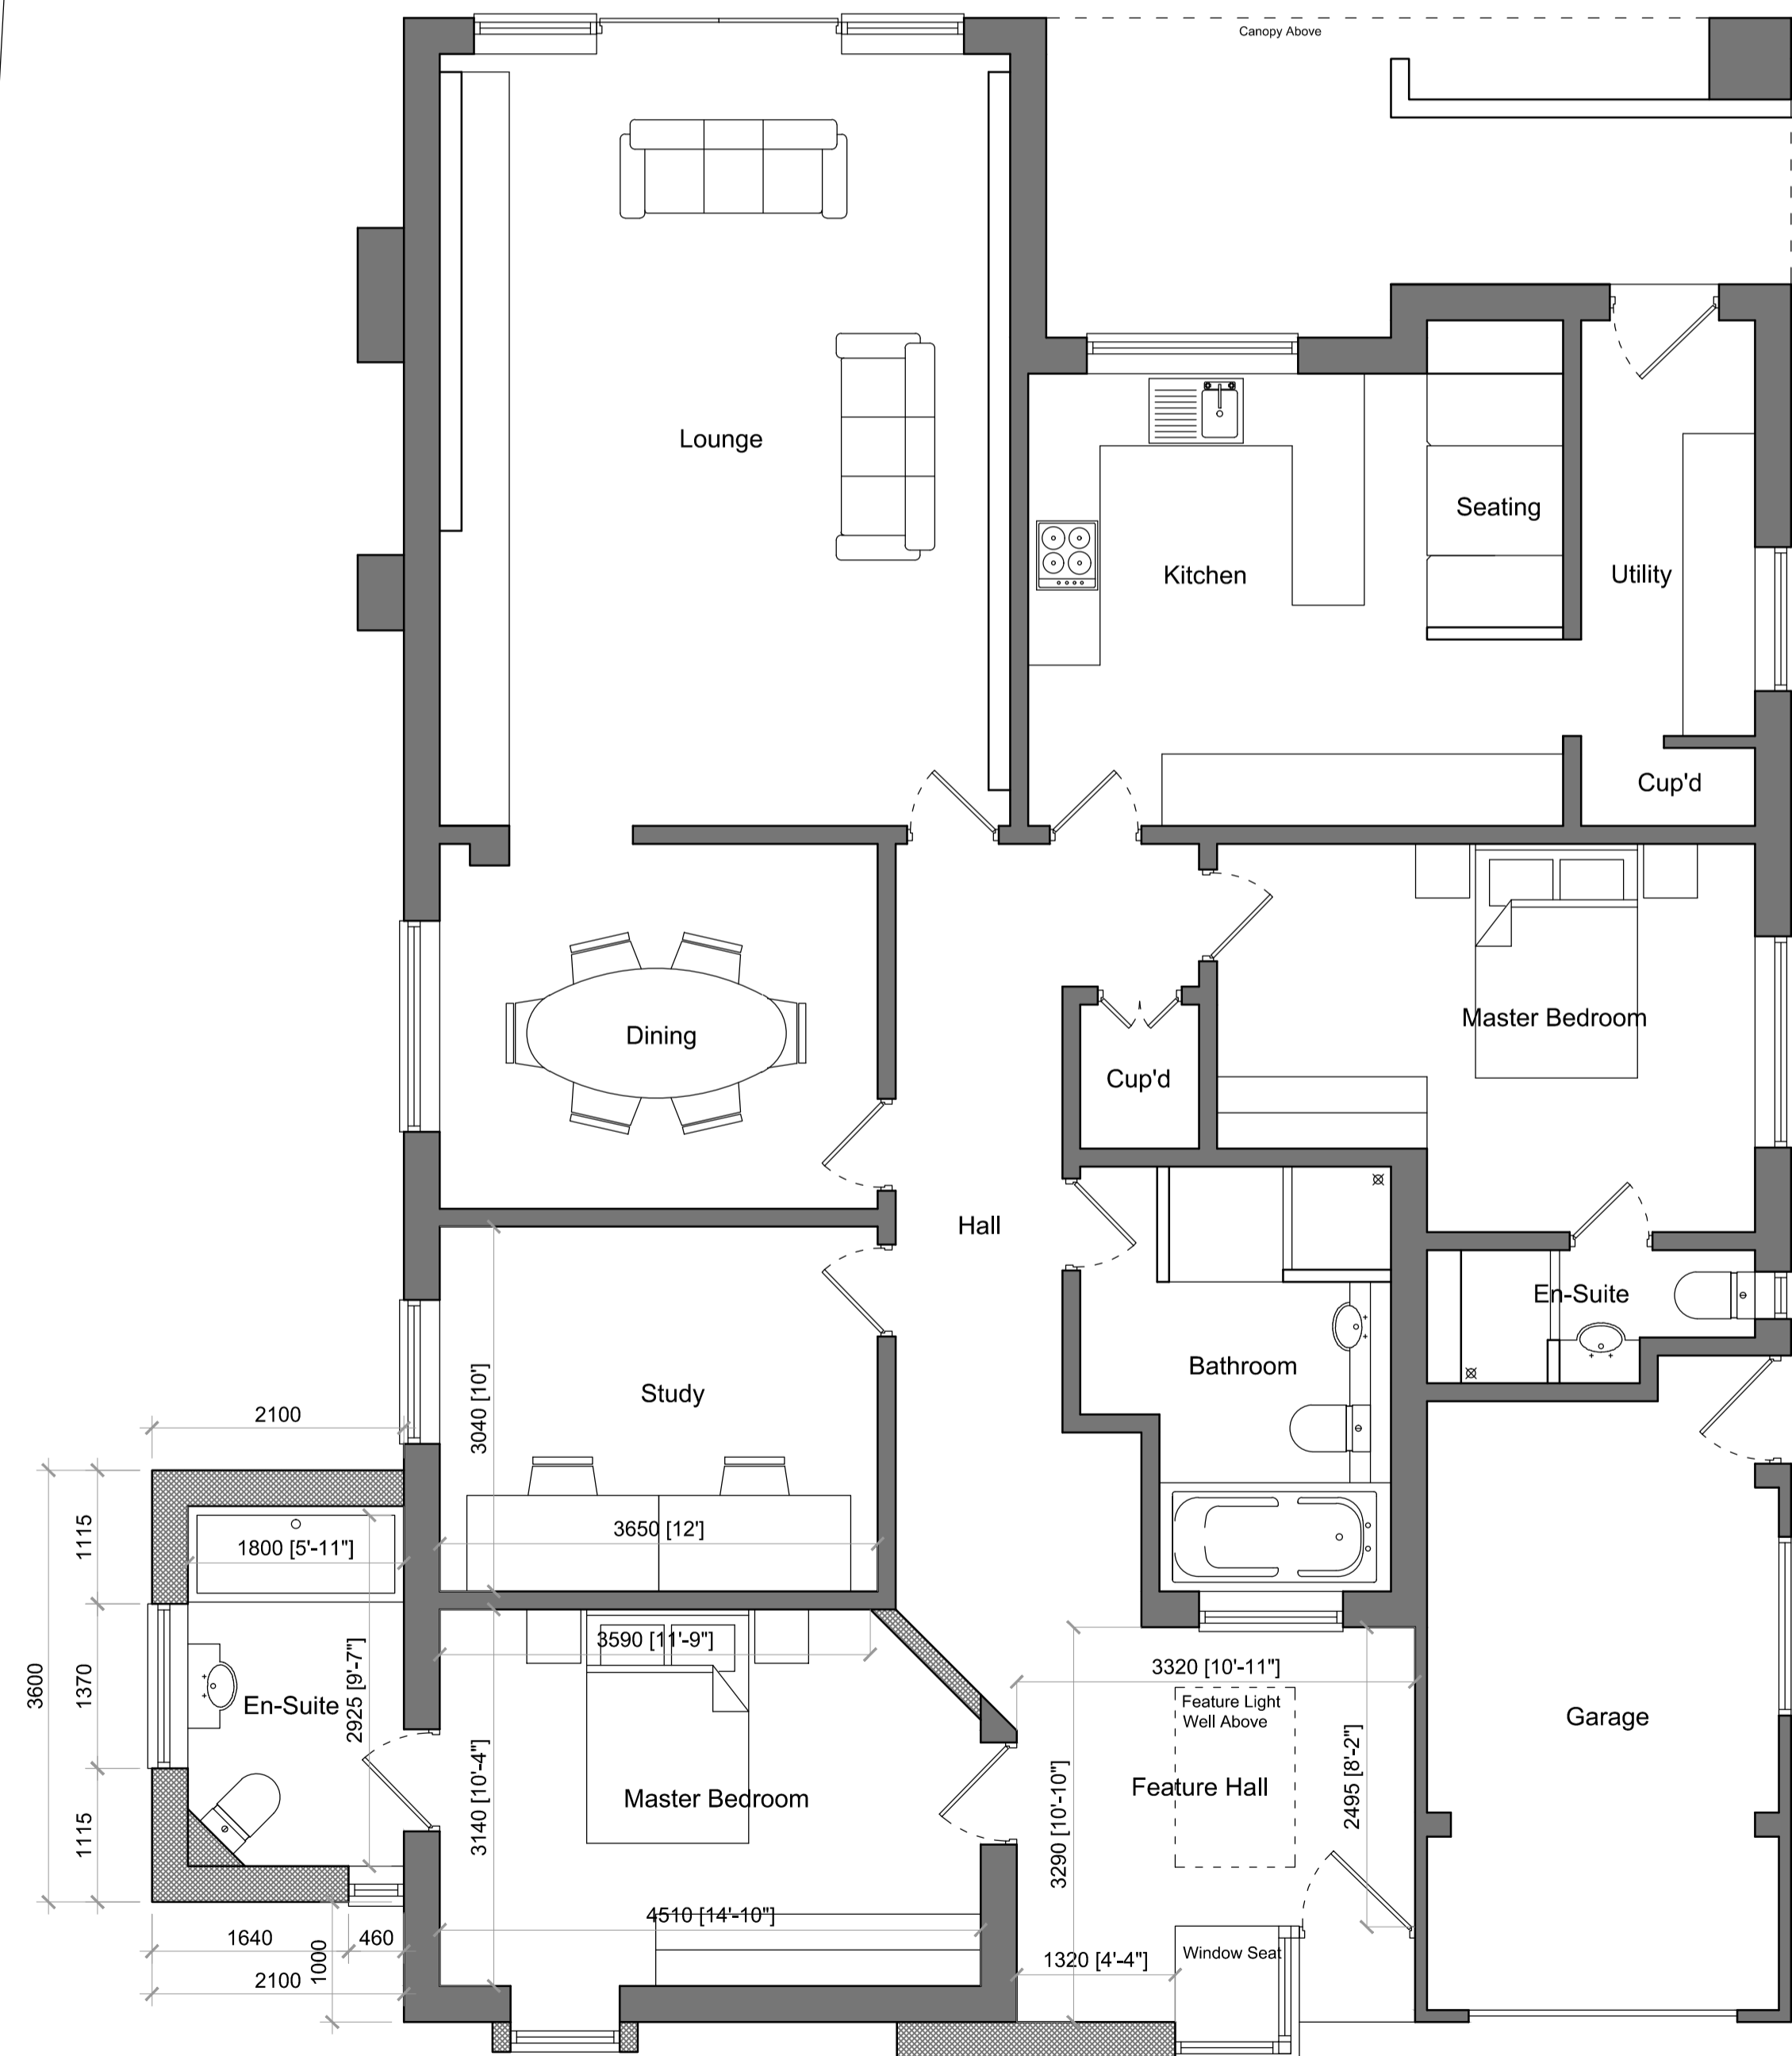 Canopy Above
Lounge
Seating
Kitchen
Utility
Cup'd
Master Bedroom
Dining
Cup'd
Hall
En-Suite
Bathroom
Study
3040 [10']
2100
3650 [12']
1800 [5'-11"]
1115
3590 [11'-9"]
3320 [10'-11"]
Feature Light
Well Above
3600
1370
En-Suite
2925 [9'-7"]
Garage
Feature Hall
2495 [8'-2"]
3290 [10'-10"]
Master Bedroom
3140 [10'-4"]
1115
4510 [14'-10"]
1640
460
1000
2100
1320 [4'-4"]
Window Seat